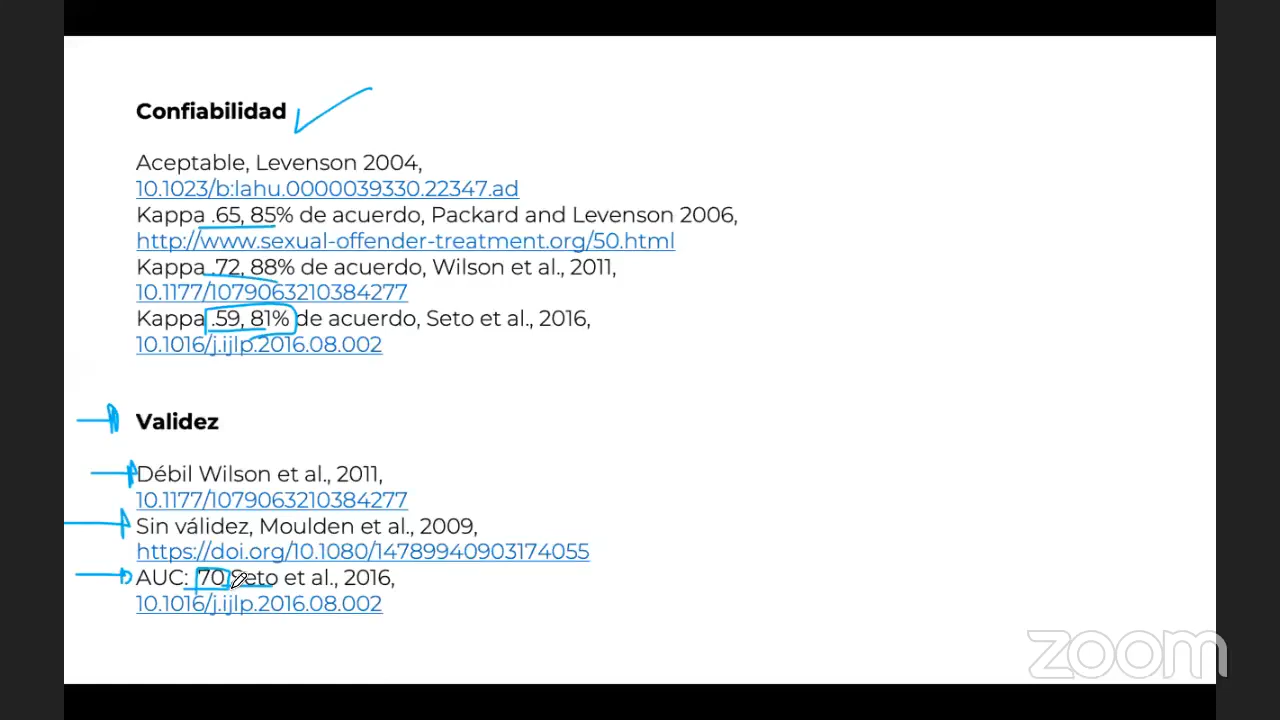 Confiabilidad
Aceptable, Levenson 2004,
10.1023/b:lahu.0000039330.22347.ad
Kappa .65, 85% de acuerdo, Packard and Levenson 2006,
http://www.sexual-offender-treatment.org/50.html
Kappa .72, 88% de acuerdo, Wilson et al., 2011,
10.1177/1079063210384277
Kappa .59, 81% de acuerdo, Seto et al., 2016,
10.1016/j.ijlp.2016.08.002
Validez
Débil Wilson et al., 2011,
10.1177/1079063210384277
Sin válidez, Moulden et al., 2009,
https://doi.org/10.1080/14789940903174055
AUC: 70 Seto et al., 2016,
10.1016/j.ijlp.2016.08.002
zoom